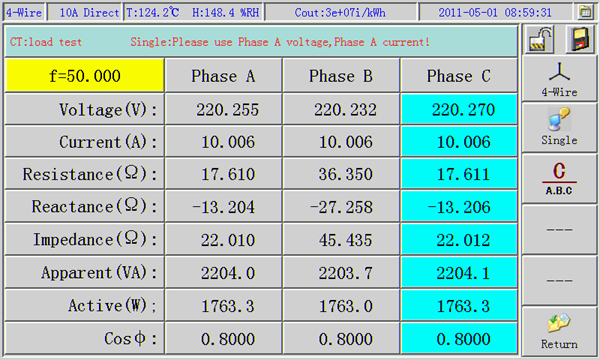 4-Wire 10A Direct T:124.2℃ H:148.4 %RH Cout:3e+07i/kWh 2011-05-01 08:59:31
CT:load test Single:Please use Phase A voltage,Phase A current!
f=50.000 Phase A Phase B Phase C
Voltage(V): 220.255 220.232 220.270
Current(A): 10.006 10.006 10.006
Resistance(Ω): 17.610 36.350 17.611
Reactance(Ω): -13.204 -27.258 -13.206
Impedance(Ω): 22.010 45.435 22.012
Apparent(VA): 2204.0 2203.7 2204.1
Active(W); 1763.3 1763.0 1763.3
Cosϕ: 0.8000 0.8000 0.8000
4-Wire
Single
C
A.B.C
---
---
Return